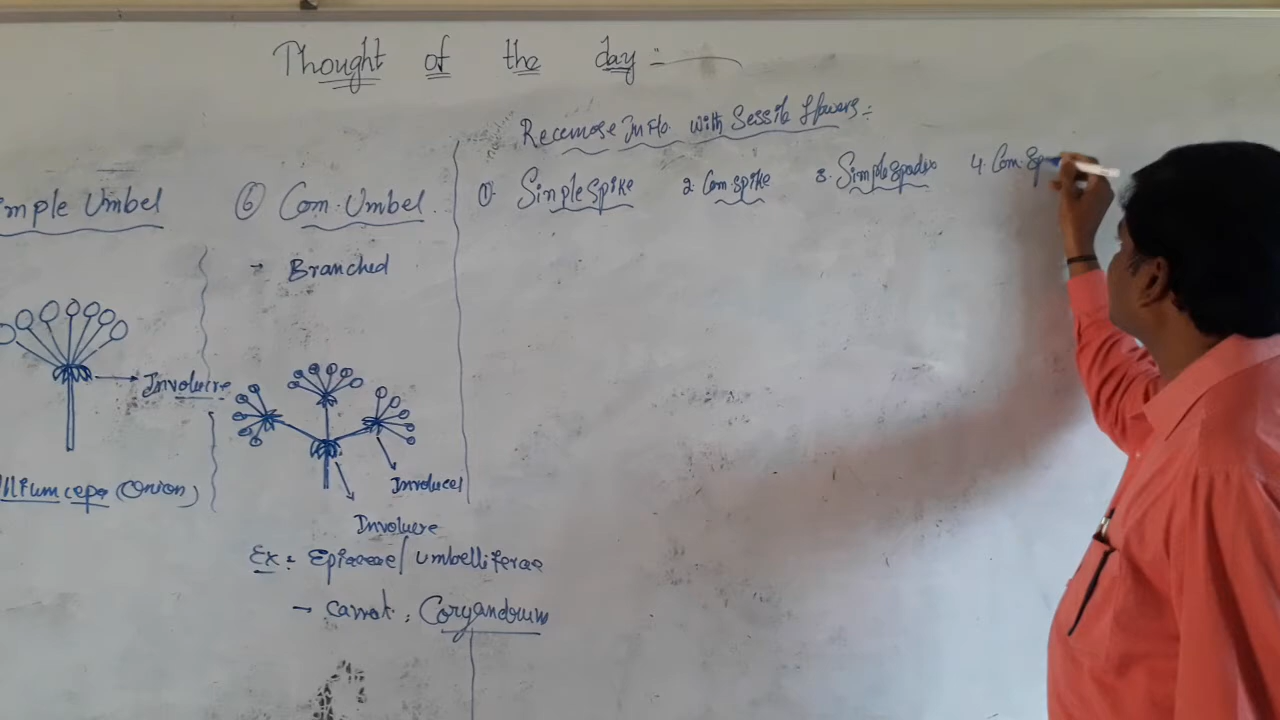 Thought of the day :-
mple Umbel
Involucre
llium cepa (Onion)
⑥ Com. Umbel.
→ Branched
Involucel
Involucre
Ex: Epiaceae / Umbelliferae
→ Carrot, Coryandrum
Recemose Inflo. with Sessile flowers:-
①. Simple Spike 2. Com. spike 3. Simple Spadix 4. Com. Sp